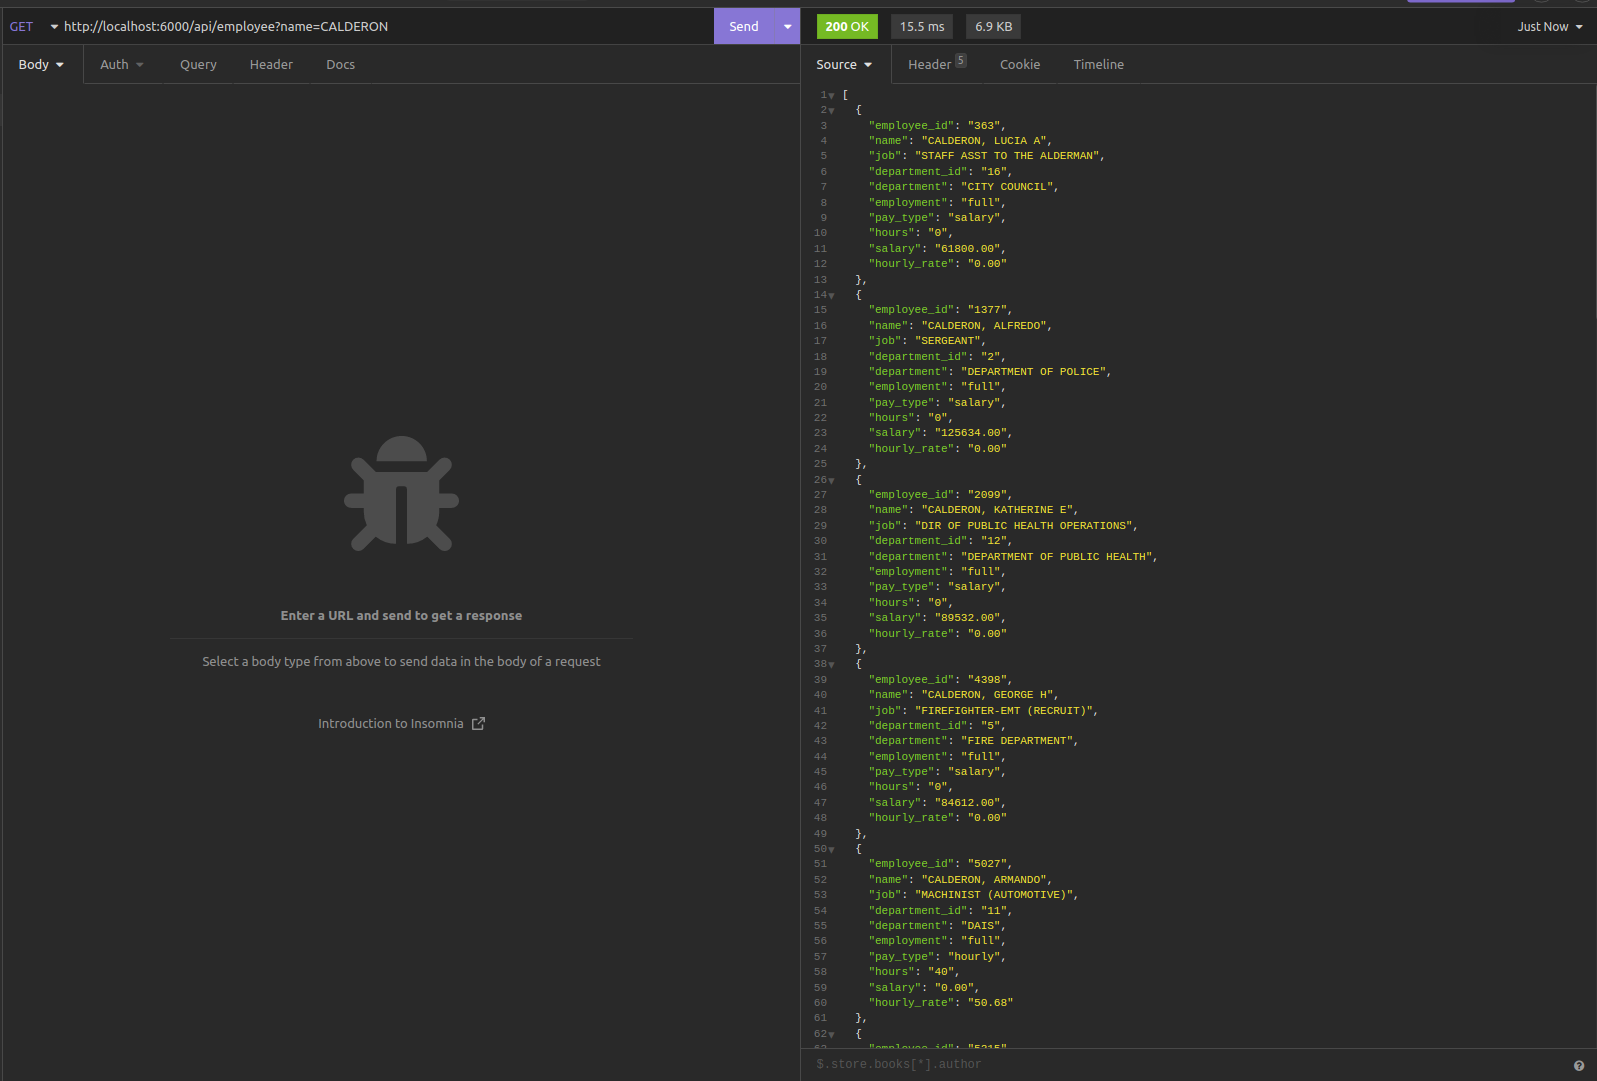 GET http://localhost:6000/api/employee?name=CALDERON Send 200 OK 15.5 ms 6.9 KB Just Now
Body Auth Query Header Docs
Source Header 5 Cookie Timeline
Enter a URL and send to get a response
Select a body type from above to send data in the body of a request
Introduction to Insomnia
1 [
2 {
3 "employee_id": "363",
4 "name": "CALDERON, LUCIA A",
5 "job": "STAFF ASST TO THE ALDERMAN",
6 "department_id": "16",
7 "department": "CITY COUNCIL",
8 "employment": "full",
9 "pay_type": "salary",
10 "hours": "0",
11 "salary": "61800.00",
12 "hourly_rate": "0.00"
13 },
14 {
15 "employee_id": "1377",
16 "name": "CALDERON, ALFREDO",
17 "job": "SERGEANT",
18 "department_id": "2",
19 "department": "DEPARTMENT OF POLICE",
20 "employment": "full",
21 "pay_type": "salary",
22 "hours": "0",
23 "salary": "125634.00",
24 "hourly_rate": "0.00"
25 },
26 {
27 "employee_id": "2099",
28 "name": "CALDERON, KATHERINE E",
29 "job": "DIR OF PUBLIC HEALTH OPERATIONS",
30 "department_id": "12",
31 "department": "DEPARTMENT OF PUBLIC HEALTH",
32 "employment": "full",
33 "pay_type": "salary",
34 "hours": "0",
35 "salary": "89532.00",
36 "hourly_rate": "0.00"
37 },
38 {
39 "employee_id": "4398",
40 "name": "CALDERON, GEORGE H",
41 "job": "FIREFIGHTER-EMT (RECRUIT)",
42 "department_id": "5",
43 "department": "FIRE DEPARTMENT",
44 "employment": "full",
45 "pay_type": "salary",
46 "hours": "0",
47 "salary": "84612.00",
48 "hourly_rate": "0.00"
49 },
50 {
51 "employee_id": "5027",
52 "name": "CALDERON, ARMANDO",
53 "job": "MACHINIST (AUTOMOTIVE)",
54 "department_id": "11",
55 "department": "DAIS",
56 "employment": "full",
57 "pay_type": "hourly",
58 "hours": "40",
59 "salary": "0.00",
60 "hourly_rate": "50.68"
61 },
62 {
$.store.books[*].author